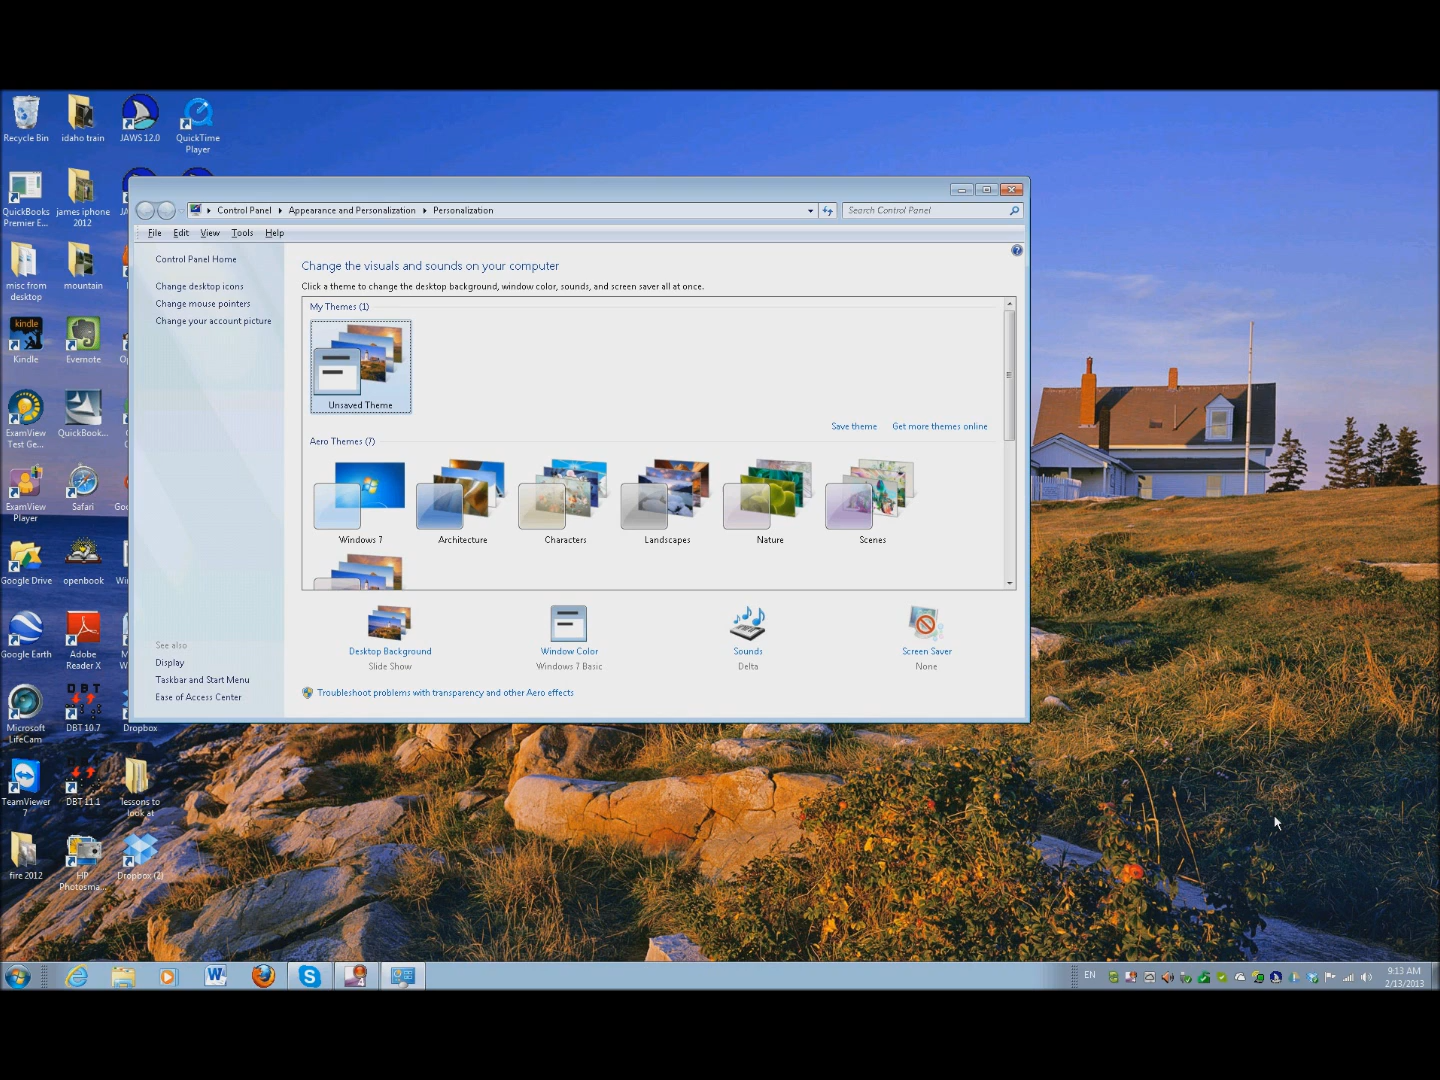 Recycle Bin
idaho train
JAWS 12.0
QuickTime
Player
QuickBooks
Premier E...
james iphone
2012
misc from
desktop
mountain
kindle
Kindle
Evernote
ExamView
Test Ge...
QuickBook...
ExamView
Player
Safari
Google Drive
openbook
Google Earth
Adobe
Reader X
Microsoft
LifeCam
DBT
DBT 10.7
Dropbox
TeamViewer
7
DBT 11.1
lessons to
look at
fire 2012
HP
Photosma...
Dropbox (2)
Control Panel
Appearance and Personalization
Personalization
Search Control Panel
File Edit View Tools Help
Control Panel Home
Change desktop icons
Change mouse pointers
Change your account picture
See also
Display
Taskbar and Start Menu
Ease of Access Center
Change the visuals and sounds on your computer
Click a theme to change the desktop background, window color, sounds, and screen saver all at once.
My Themes (1)
Unsaved Theme
Save theme
Get more themes online
Aero Themes (7)
Windows 7
Architecture
Characters
Landscapes
Nature
Scenes
Desktop Background
Slide Show
Window Color
Windows 7 Basic
Sounds
Delta
Screen Saver
None
Troubleshoot problems with transparency and other Aero effects
EN
9:13 AM
2/13/2013